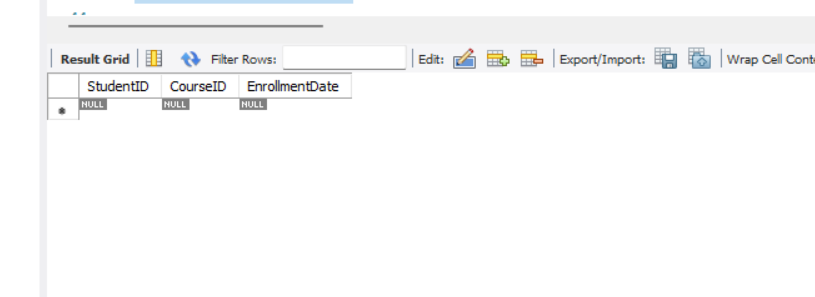 Result Grid Filter Rows: Edit: Export/Import: Wrap Cell Conte
StudentID CourseID EnrollmentDate
* NULL NULL NULL